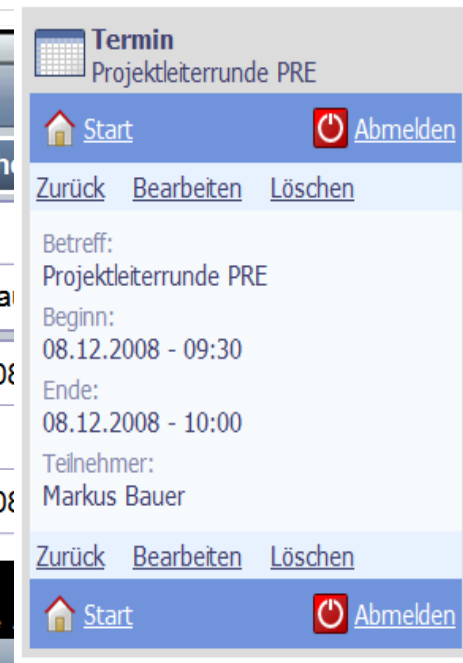 Termin
Projektleiterrunde PRE
Start Abmelden
Zurück Bearbeiten Löschen
Betreff:
Projektleiterrunde PRE
Beginn:
08.12.2008 - 09:30
Ende:
08.12.2008 - 10:00
Teilnehmer:
Markus Bauer
Zurück Bearbeiten Löschen
Start Abmelden